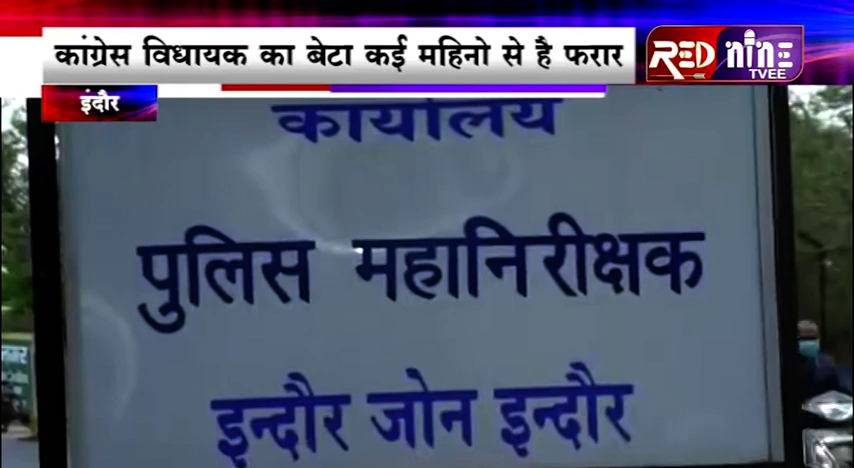 कांग्रेस विधायक का बेटा कई महिनो से है फरार
RED NINE
TVEE
इंदौर
कार्यालय
पुलिस महानिरीक्षक
इन्दौर जोन इन्दौर